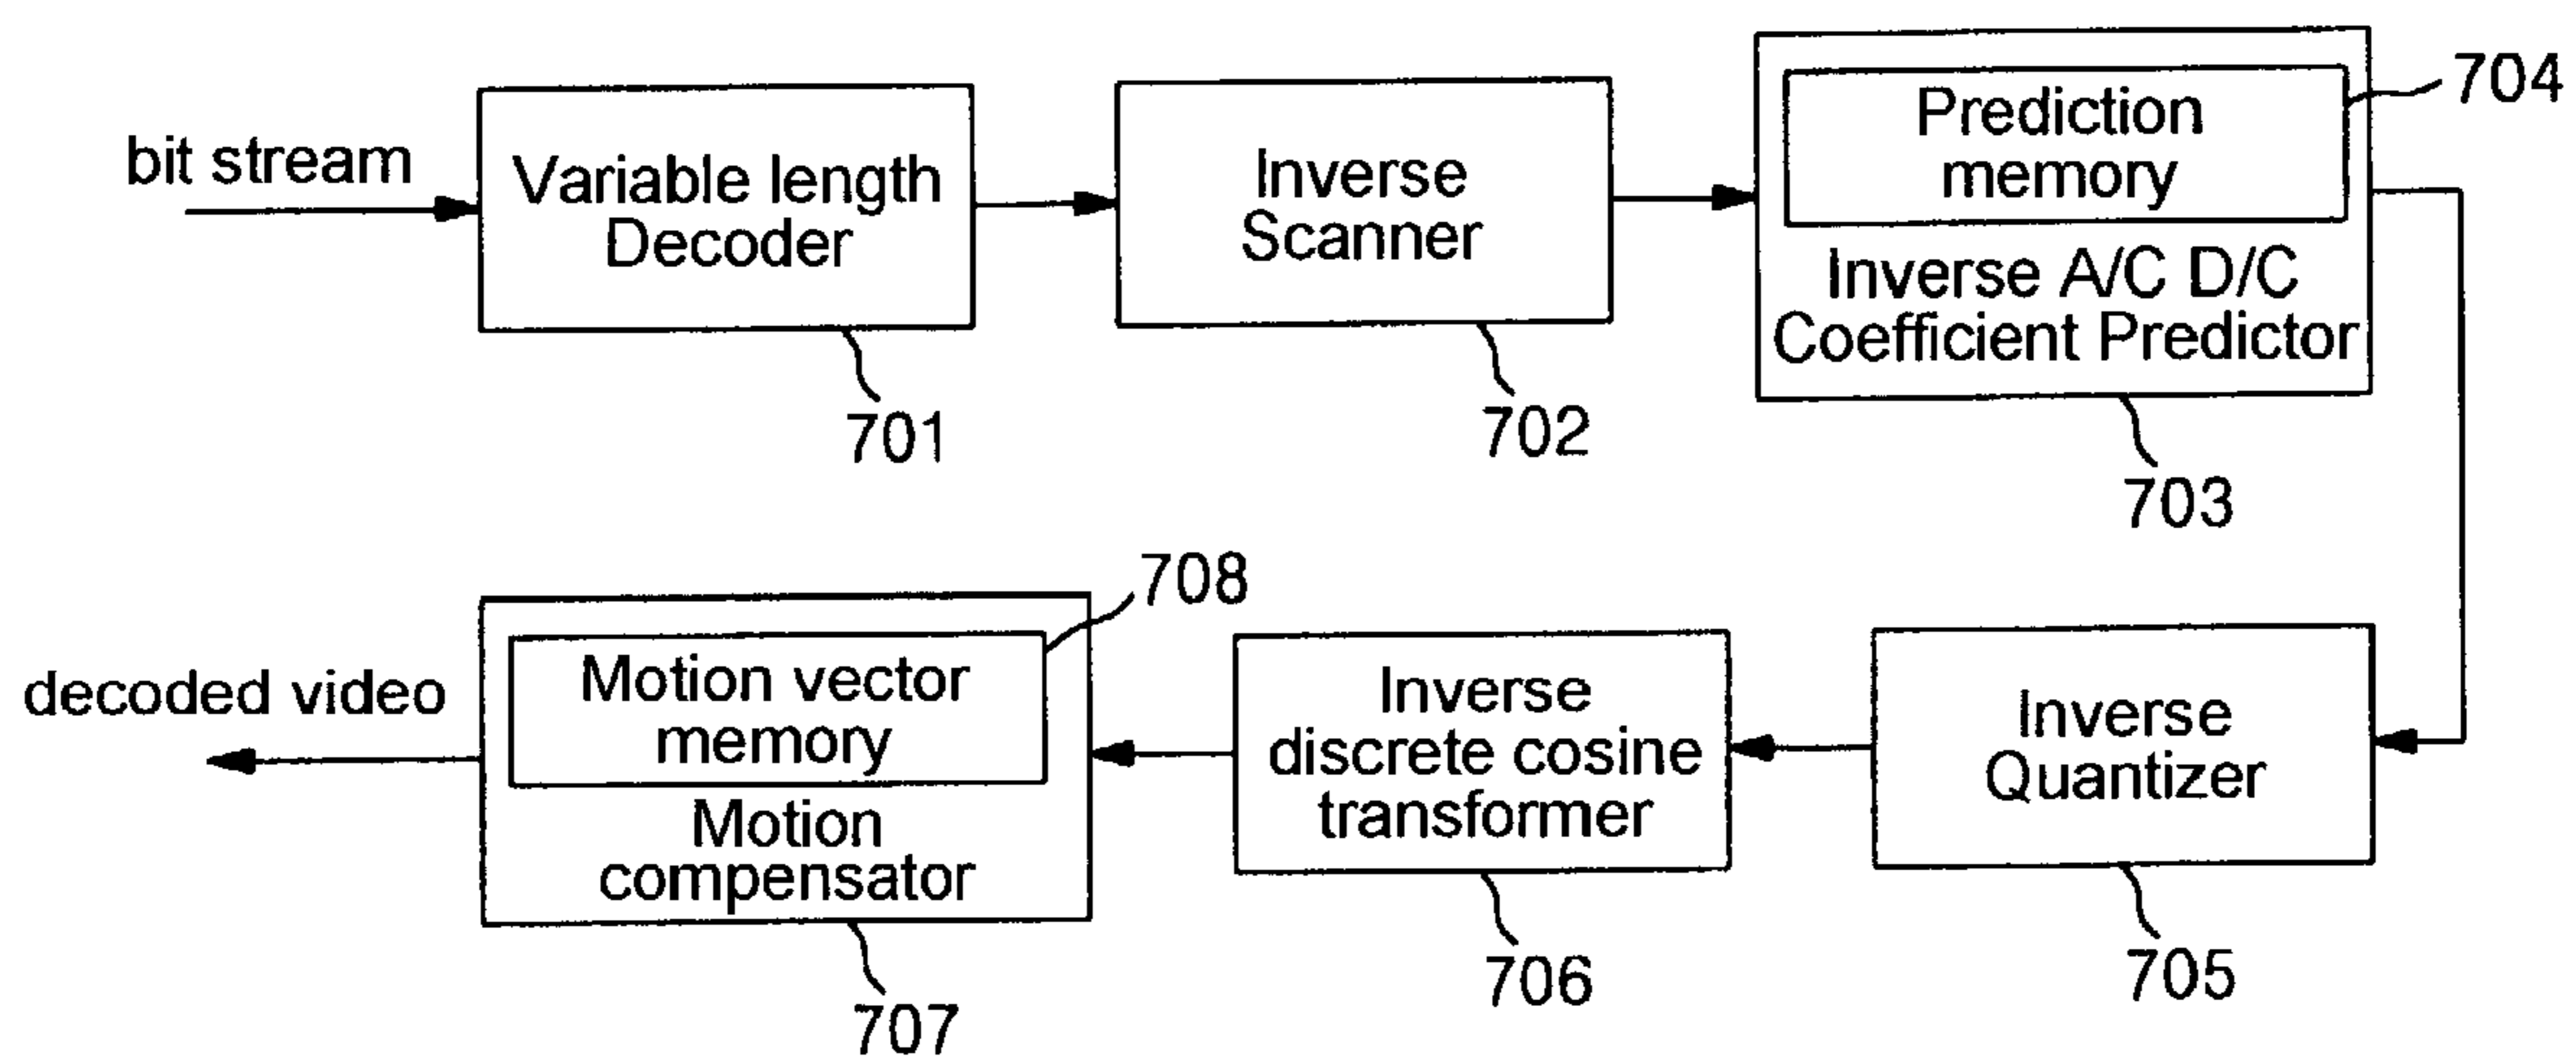 bit stream
Variable length
Decoder
701
Inverse
Scanner
702
Prediction
memory
704
Inverse A/C D/C
Coefficient Predictor
703
decoded video
Motion vector
memory
708
Motion
compensator
707
Inverse
discrete cosine
transformer
706
Inverse
Quantizer
705